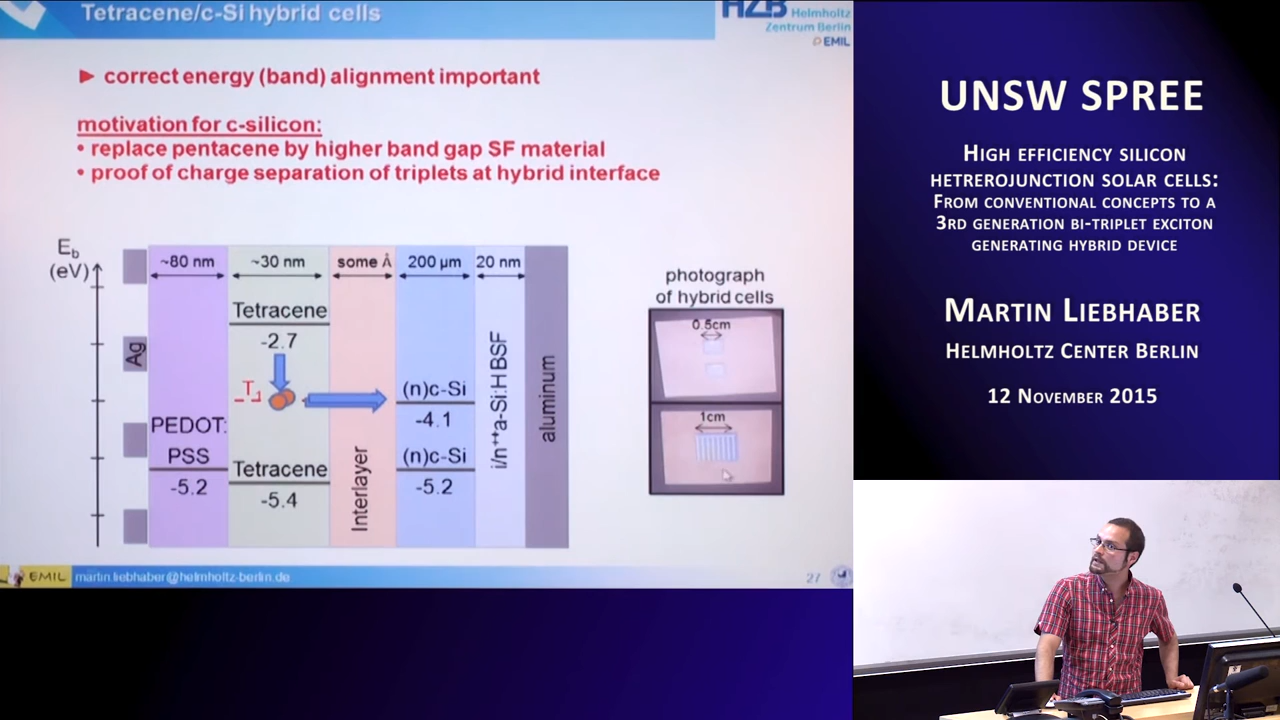 Tetracene/c-Si hybrid cells
HZB Helmholtz
Zentrum Berlin
EMIL
► correct energy (band) alignment important
motivation for c-silicon:
• replace pentacene by higher band gap SF material
• proof of charge separation of triplets at hybrid interface
E_b
(eV)
~80 nm
~30 nm
some Å
200 µm
20 nm
Ag
PEDOT:
PSS
-5.2
Tetracene
-2.7
T₁
Tetracene
-5.4
Interlayer
(n)c-Si
-4.1
(n)c-Si
-5.2
i/n⁺⁺a-Si:H BSF
aluminum
photograph
of hybrid cells
0.5cm
1cm
EMIL
martin.liebhaber@helmholtz-berlin.de
27
UNSW SPREE
HIGH EFFICIENCY SILICON
HETREROJUNCTION SOLAR CELLS:
FROM CONVENTIONAL CONCEPTS TO A
3RD GENERATION BI-TRIPLET EXCITON
GENERATING HYBRID DEVICE
MARTIN LIEBHABER
HELMHOLTZ CENTER BERLIN
12 NOVEMBER 2015